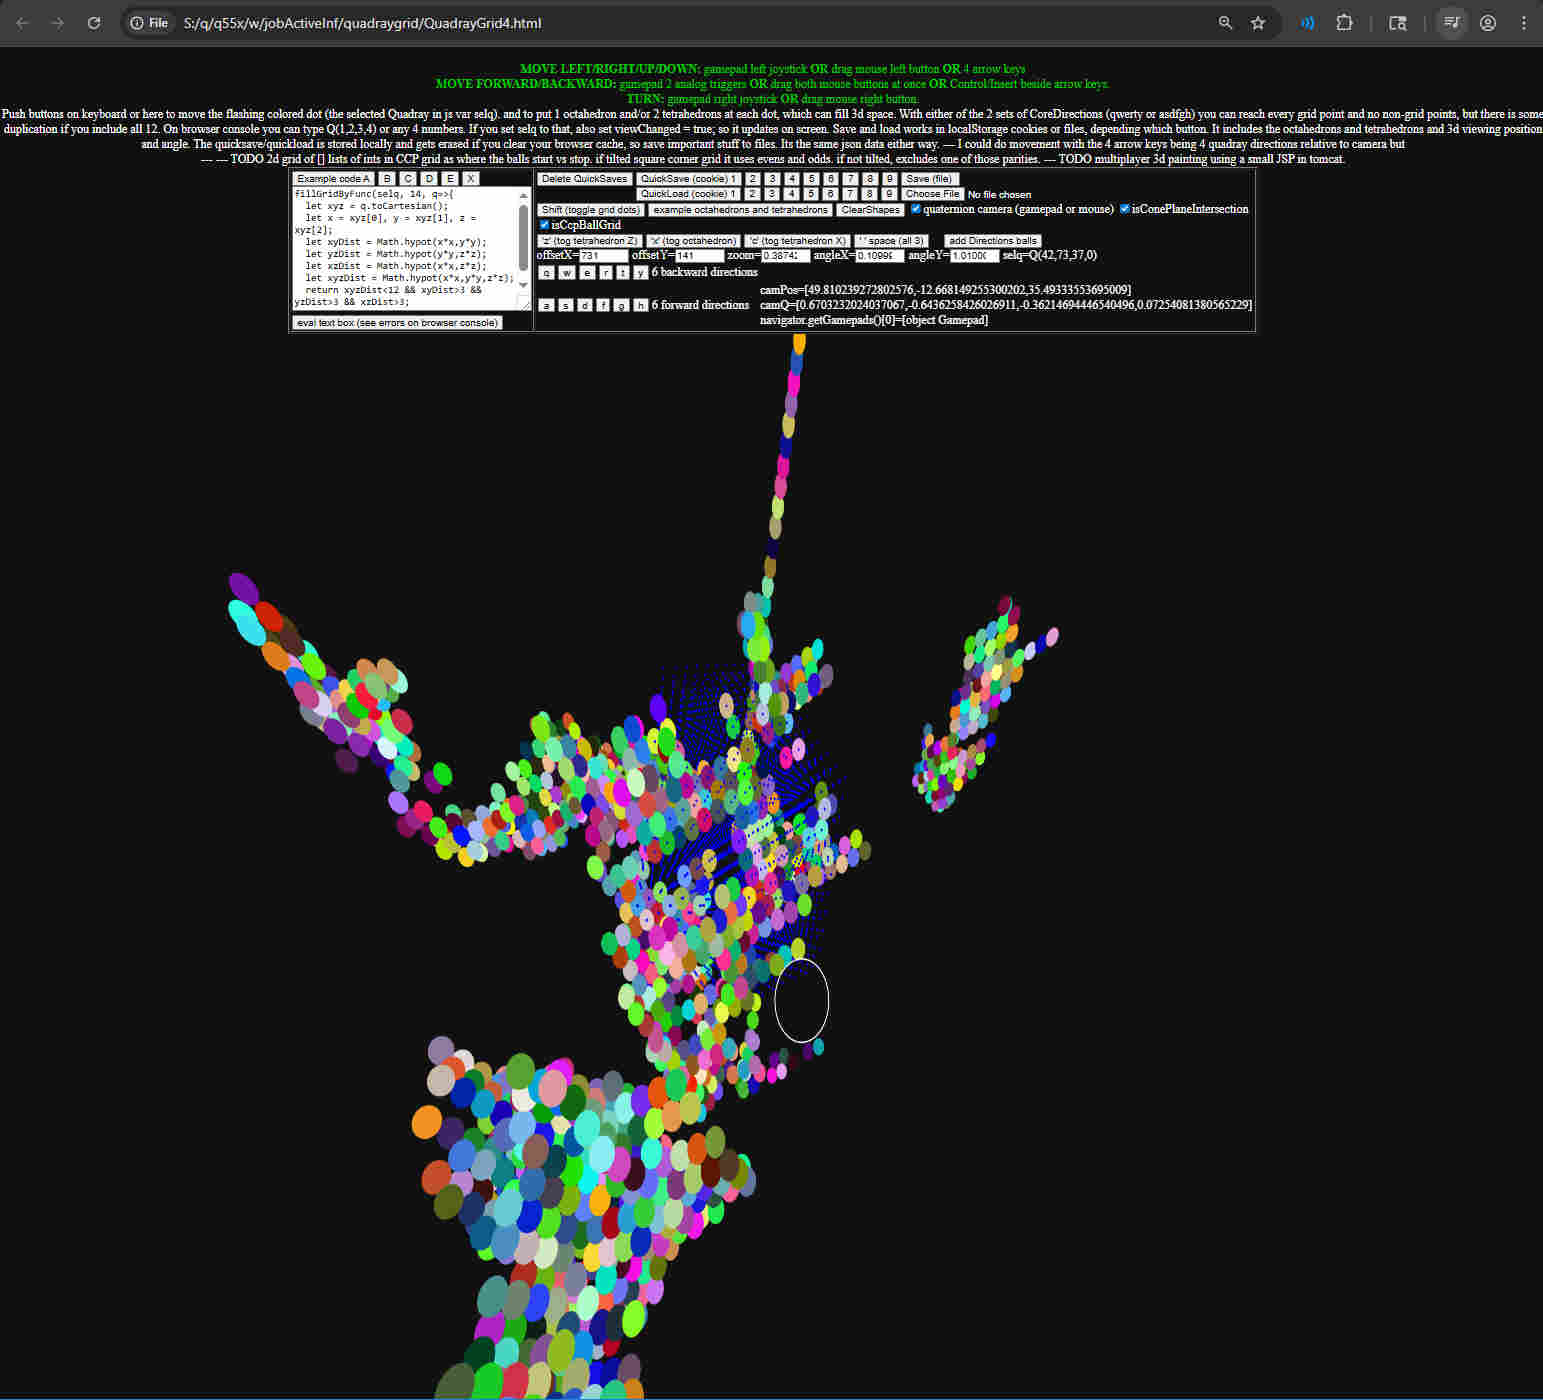 File S:/q/q55x/w/jobActiveInf/quadraygrid/QuadrayGrid4.html
MOVE LEFT/RIGHT/UP/DOWN: gamepad left joystick OR drag mouse left button OR 4 arrow keys
MOVE FORWARD/BACKWARD: gamepad 2 analog triggers OR drag both mouse buttons at once OR Control/Insert beside arrow keys.
TURN: gamepad right joystick OR drag mouse right button.
Push buttons on keyboard or here to move the flashing colored dot (the selected Quadray in js var selq). and to put 1 octahedron and/or 2 tetrahedrons at each dot, which can fill 3d space. With either of the 2 sets of CoreDirections (qwerty or asdfgh) you can reach every grid point and no non-grid points, but there is some
duplication if you include all 12. On browser console you can type Q(1,2,3,4) or any 4 numbers. If you set selq to that, also set viewChanged = true; so it updates on screen. Save and load works in localStorage cookies or files, depending which button. It includes the octahedrons and tetrahedrons and 3d viewing position
and angle. The quicksave/quickload is stored locally and gets erased if you clear your browser cache, so save important stuff to files. Its the same json data either way. --- I could do movement with the 4 arrow keys being 4 quadray directions relative to camera but
--- --- TODO 2d grid of [] lists of ints in CCP grid as where the balls start vs stop. if tilted square corner grid it uses evens and odds. if not tilted, excludes one of those parities. --- TODO multiplayer 3d painting using a small JSP in tomcat.
Example code A B C D E X
fillGridByFunc(selq, 14, q=>{
let xyz = q.toCartesian();
let x = xyz[0], y = xyz[1], z =
xyz[2];
let xyDist = Math.hypot(x*x,y*y);
let yzDist = Math.hypot(y*y,z*z);
let xzDist = Math.hypot(x*x,z*z);
let xyzDist = Math.hypot(x*x,y*y,z*z);
return xyzDist<12 && xyDist>3 &&
yzDist>3 && xzDist>3;
eval text box (see errors on browser console)
Delete QuickSaves QuickSave (cookie) 1 2 3 4 5 6 7 8 9 Save (file)
QuickLoad (cookie) 1 2 3 4 5 6 7 8 9 Choose File No file chosen
Shift (toggle grid dots) example octahedrons and tetrahedrons ClearShapes quaternion camera (gamepad or mouse) isConePlaneIntersection
isCcpBallGrid
'z' (tog tetrahedron Z) 'x' (tog octahedron) 'c' (tog tetrahedron X) ' ' space (all 3) add Directions balls
offsetX=731 offsetY=141 zoom=0.3874 angleX=0.1099 angleY=1.0100 selq=Q(42,73,37,0)
q w e r t y 6 backward directions
a s d f g h 6 forward directions
camPos=[49.810239272802576,-12.668149255300202,35.49333553695009]
camQ=[0.6703232024037067,-0.6436258426026911,-0.36214694446540496,0.07254081380565229]
navigator.getGamepads()[0]=[object Gamepad]